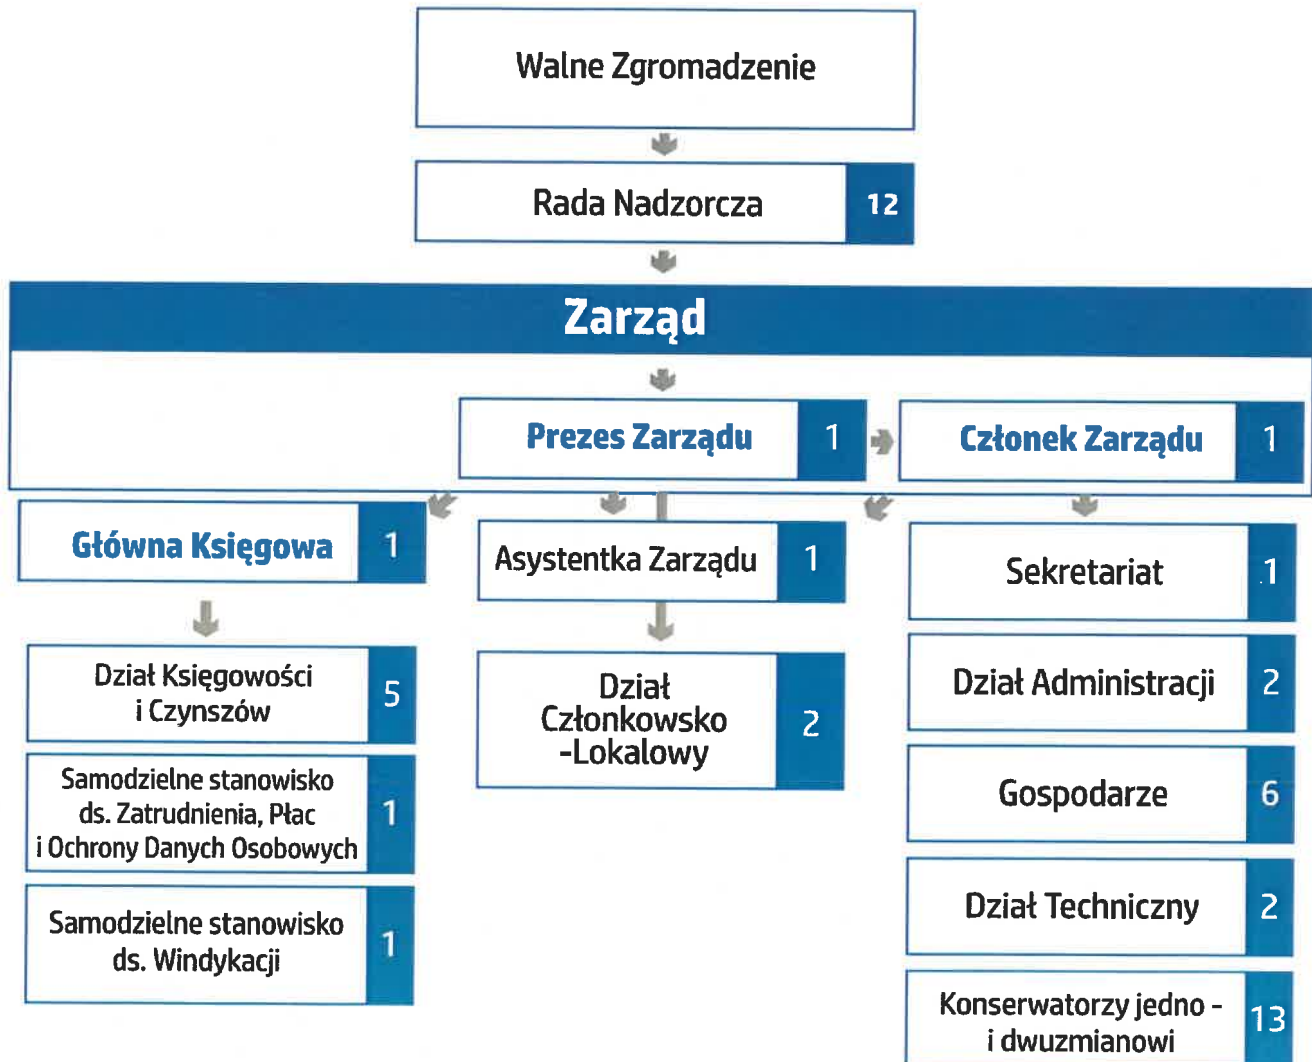 Walne Zgromadzenie
Rada Nadzorcza 12
Zarząd
Prezes Zarządu 1
Członek Zarządu 1
Główna Księgowa 1
Asystentka Zarządu 1
Sekretariat 1
Dział Księgowości
i Czynszów 5
Dział
Członkowsko
-Lokalowy 2
Dział Administracji 2
Samodzielne stanowisko
ds. Zatrudnienia, Płac
i Ochrony Danych Osobowych 1
Gospodarze 6
Samodzielne stanowisko
ds. Windykacji 1
Dział Techniczny 2
Konserwatorzy jedno -
i dwuzmianowi 13